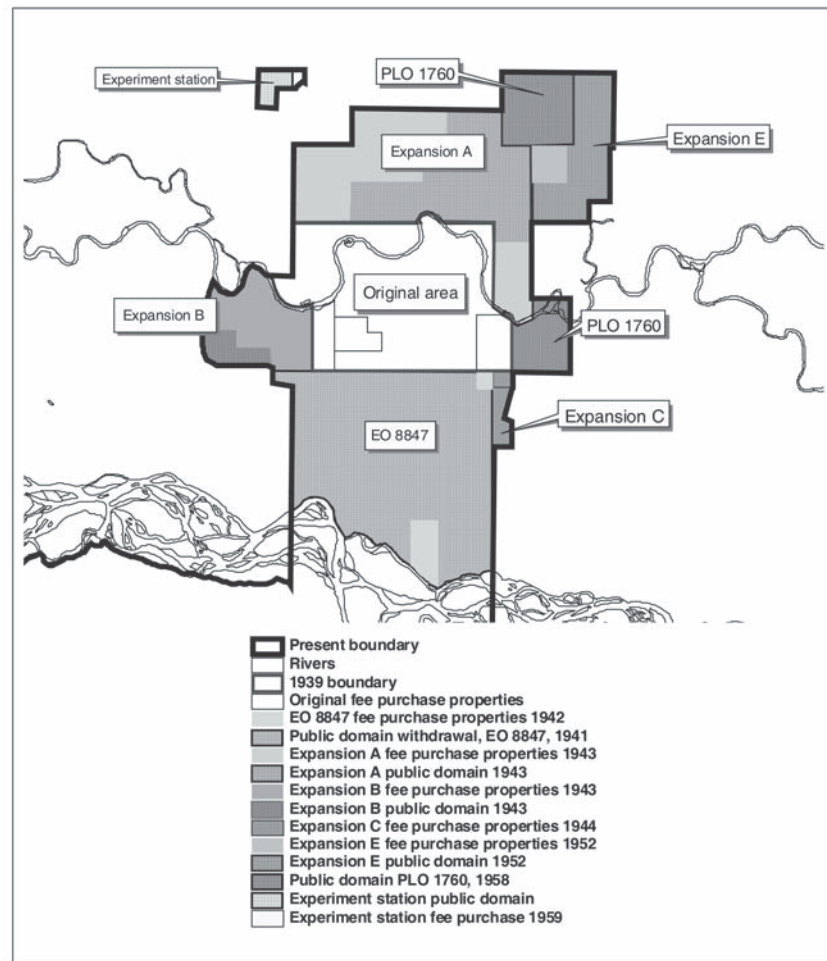 Experiment station
PLO 1760
Expansion E
Expansion A
Original area
Expansion B
PLO 1760
Expansion C
EO 8847
Present boundary
Rivers
1939 boundary
Original fee purchase properties
EO 8847 fee purchase properties 1942
Public domain withdrawal, EO 8847, 1941
Expansion A fee purchase properties 1943
Expansion A public domain 1943
Expansion B fee purchase properties 1943
Expansion B public domain 1943
Expansion C fee purchase properties 1944
Expansion E fee purchase properties 1952
Expansion E public domain 1952
Public domain PLO 1760, 1958
Experiment station public domain
Experiment station fee purchase 1959